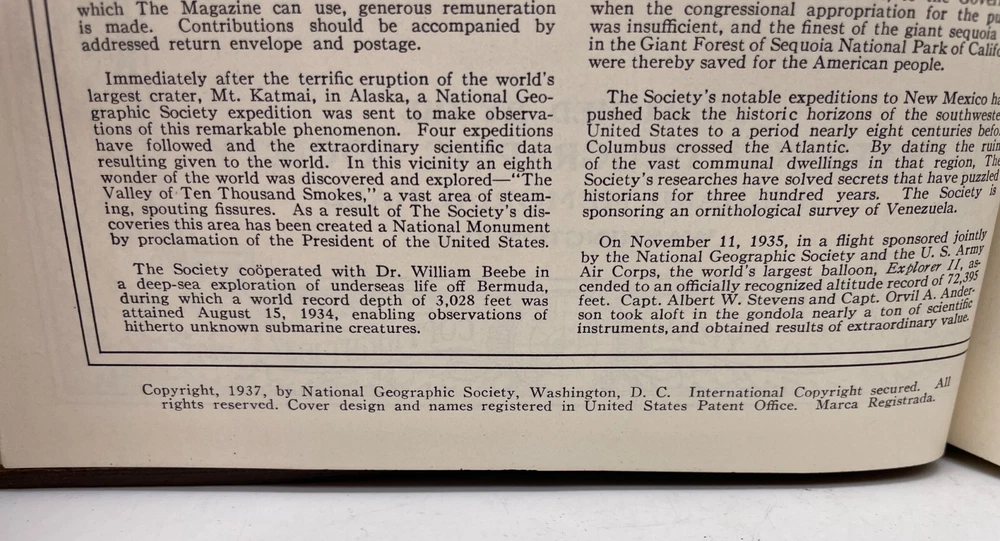 which The Magazine can use, generous remuneration
is made. Contributions should be accompanied by
addressed return envelope and postage.
Immediately after the terrific eruption of the world's
largest crater, Mt. Katmai, in Alaska, a National Geo-
graphic Society expedition was sent to make observa-
tions of this remarkable phenomenon. Four expeditions
have followed and the extraordinary scientific data
resulting given to the world. In this vicinity an eighth
wonder of the world was discovered and explored—"The
Valley of Ten Thousand Smokes," a vast area of steam-
ing, spouting fissures. As a result of The Society's dis-
coveries this area has been created a National Monument
by proclamation of the President of the United States.
The Society coöperated with Dr. William Beebe in
a deep-sea exploration of underseas life off Bermuda,
during which a world record depth of 3,028 feet was
attained August 15, 1934, enabling observations of
hitherto unknown submarine creatures.
when the congressional appropriation for the
was insufficient, and the finest of the giant sequoia
in the Giant Forest of Sequoia National Park of
were thereby saved for the American people.
The Society's notable expeditions to New Mexico
pushed back the historic horizons of the
United States to a period nearly eight centuries
Columbus crossed the Atlantic. By dating the
of the vast communal dwellings in that region,
Society's researches have solved secrets that have puzzled
historians for three hundred years. The Society is
sponsoring an ornithological survey of Venezuela.
On November 11, 1935, in a flight sponsored jointly
by the National Geographic Society and the U. S. Army
Air Corps, the world's largest balloon, Explorer II, as-
cended to an officially recognized altitude record of 72,395
feet. Capt. Albert W. Stevens and Capt. Orvil A. Ander-
son took aloft in the gondola nearly a ton of scientific
instruments, and obtained results of extraordinary value.
Copyright, 1937, by National Geographic Society, Washington, D. C. International Copyright secured. All
rights reserved. Cover design and names registered in United States Patent Office. Marca Registrada.